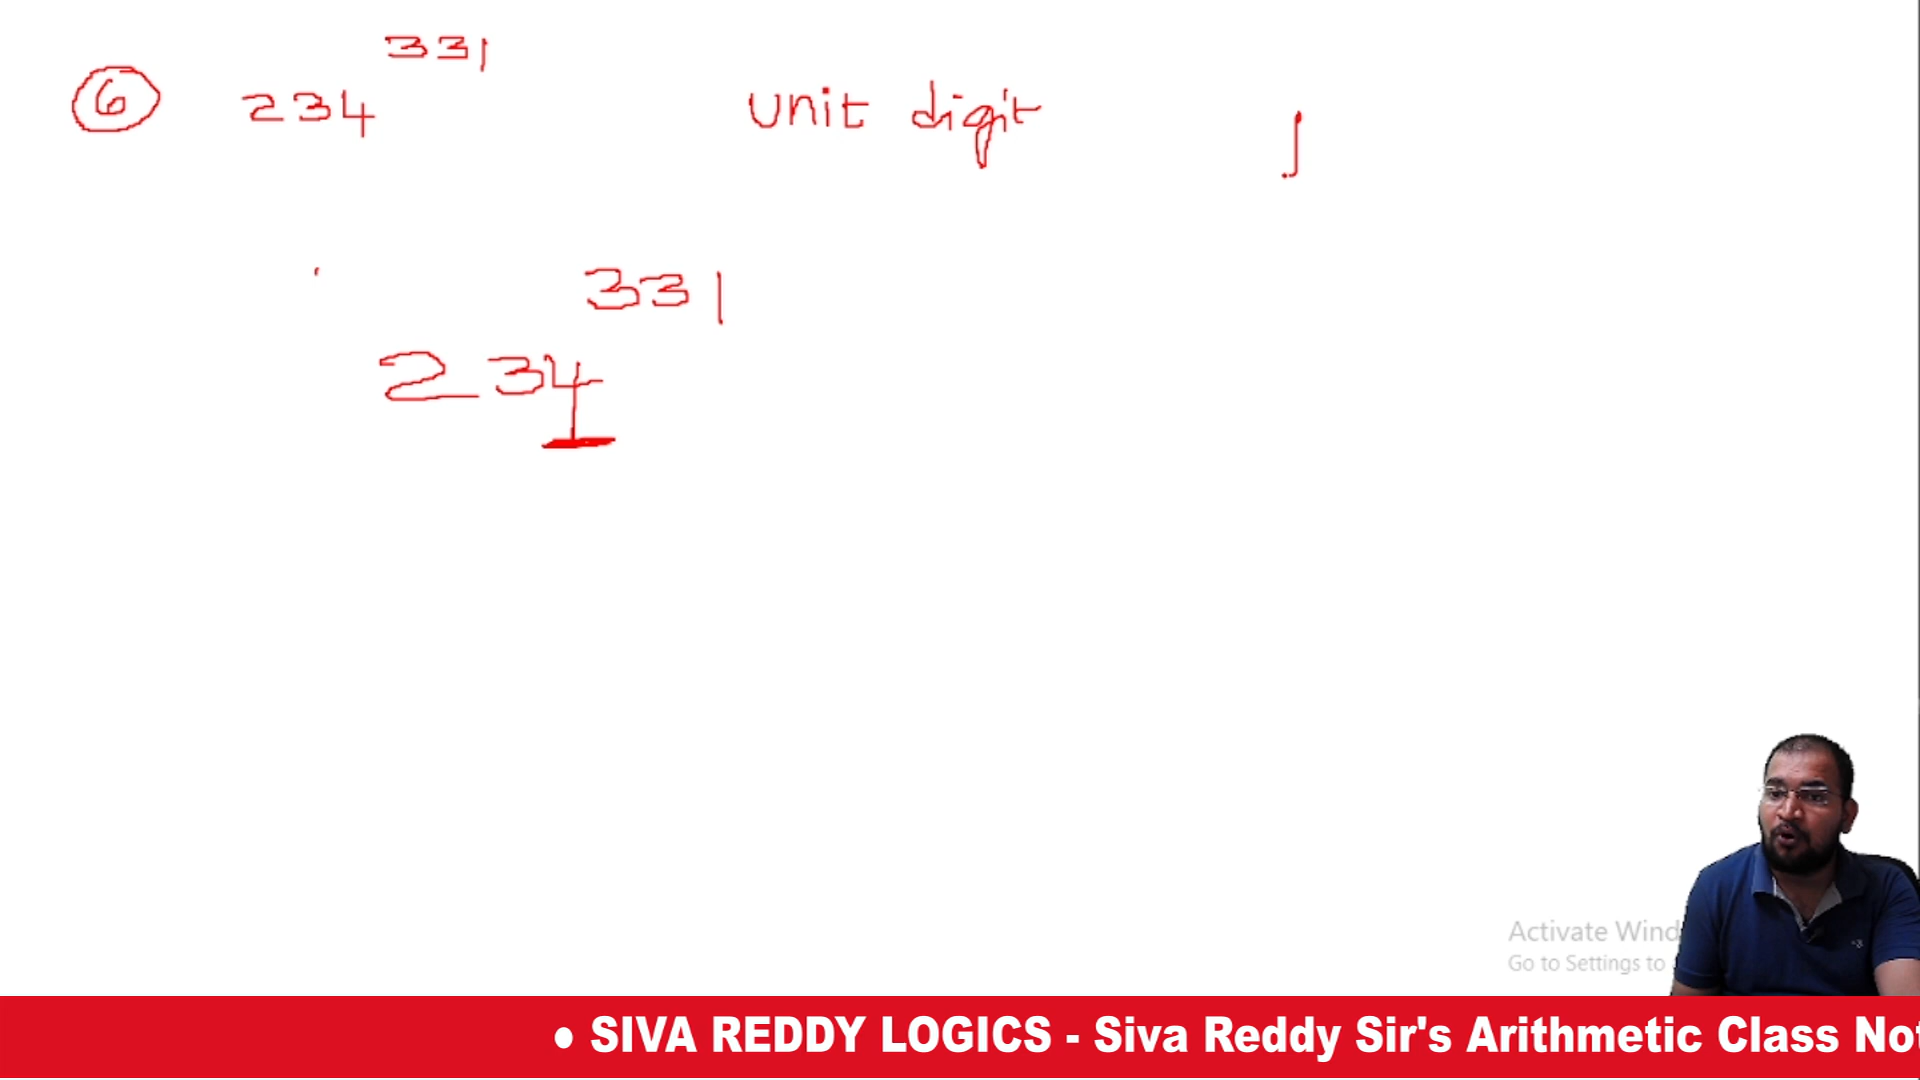 ⑥ 234^331 unit digit
234^331
Activate Wind
Go to Settings to
• SIVA REDDY LOGICS - Siva Reddy Sir's Arithmetic Class Not